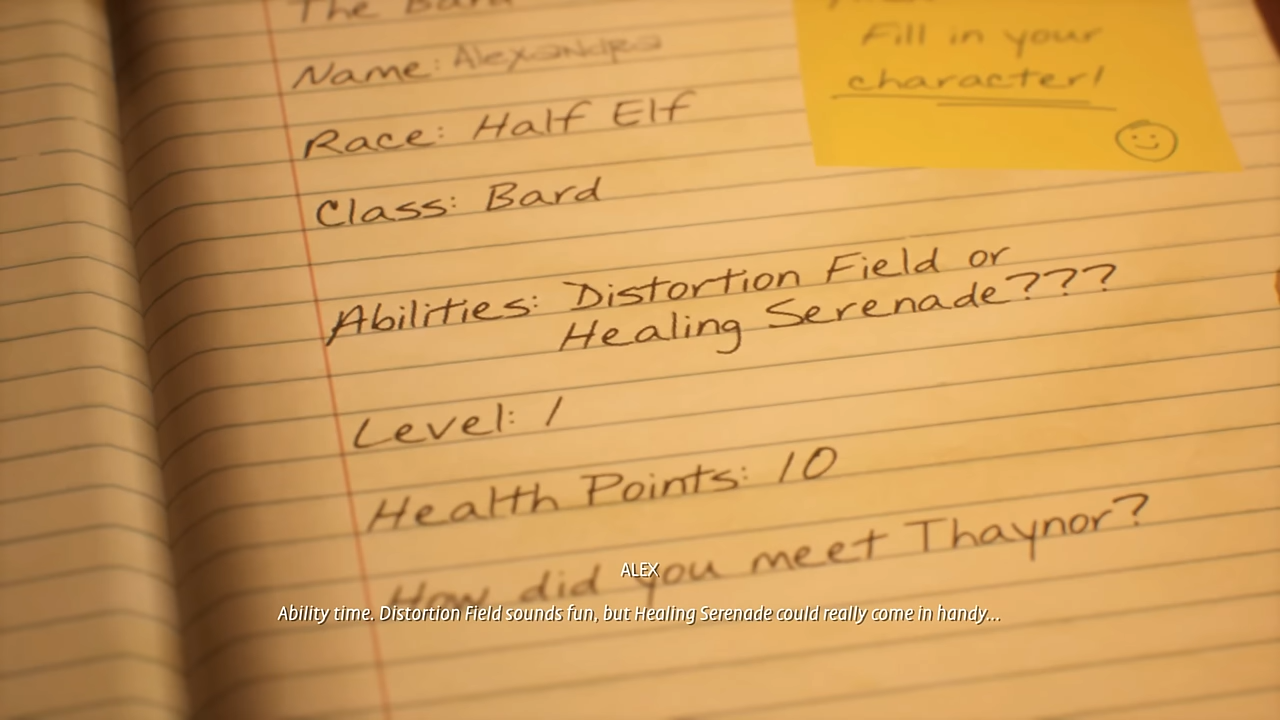 The Bard
Fill in your
character!
Name: Alexandra
Race: Half Elf
Class: Bard
Abilities: Distortion Field or
Healing Serenade???
Level: 1
Health Points: 10
How did you meet Thaynor?
ALEX
Ability time. Distortion Field sounds fun, but Healing Serenade could really come in handy...